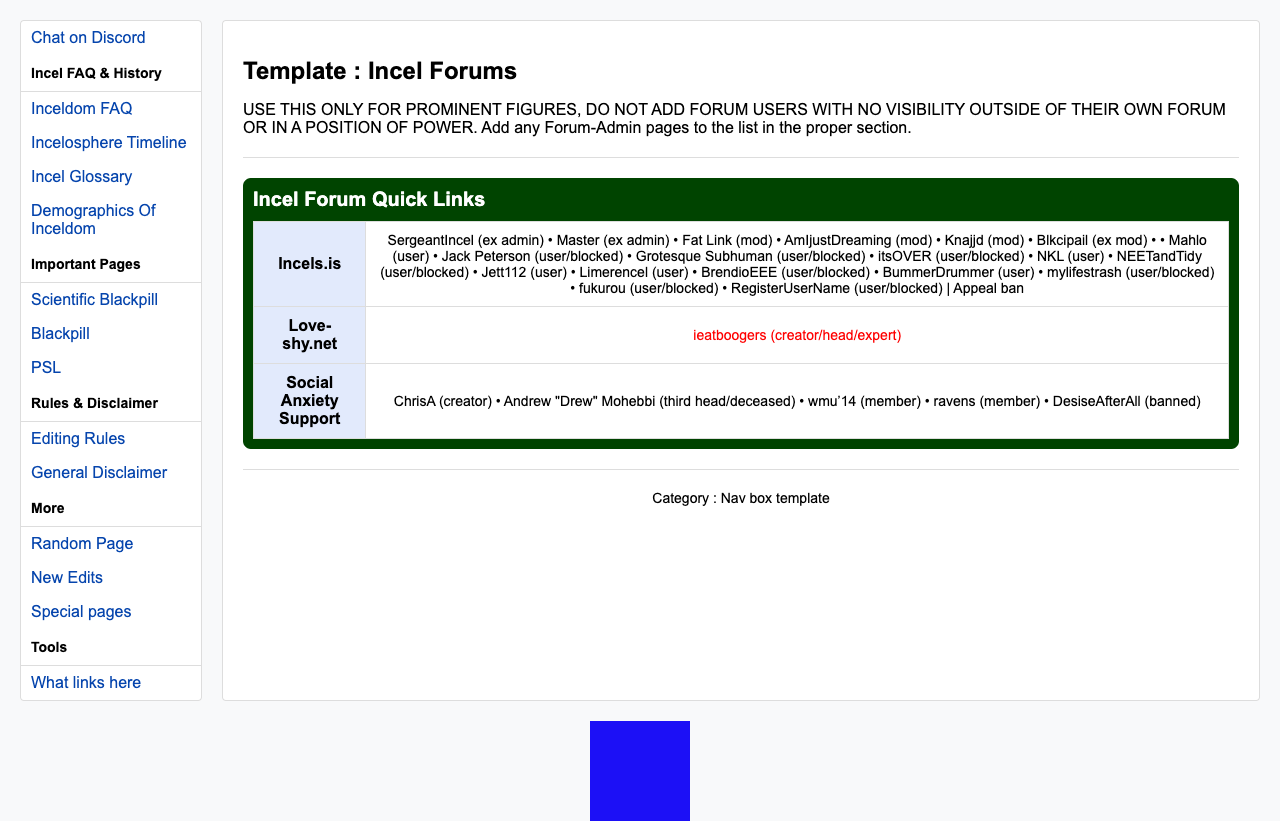 Chat on Discord
Incel FAQ & History
Inceldom FAQ
Incelosphere Timeline
Incel Glossary
Demographics Of
Inceldom
Important Pages
Scientific Blackpill
Blackpill
PSL
Rules & Disclaimer
Editing Rules
General Disclaimer
More
Random Page
New Edits
Special pages
Tools
What links here
Template : Incel Forums
USE THIS ONLY FOR PROMINENT FIGURES, DO NOT ADD FORUM USERS WITH NO VISIBILITY OUTSIDE OF THEIR OWN FORUM
OR IN A POSITION OF POWER. Add any Forum-Admin pages to the list in the proper section.
Incel Forum Quick Links
Incels.is
SergeantIncel (ex admin) • Master (ex admin) • Fat Link (mod) • AmIjustDreaming (mod) • Knajjd (mod) • Blkcipail (ex mod) • • Mahlo
(user) • Jack Peterson (user/blocked) • Grotesque Subhuman (user/blocked) • itsOVER (user/blocked) • NKL (user) • NEETandTidy
(user/blocked) • Jett112 (user) • Limerencel (user) • BrendioEEE (user/blocked) • BummerDrummer (user) • mylifestrash (user/blocked)
• fukurou (user/blocked) • RegisterUserName (user/blocked) | Appeal ban
Love-
shy.net
ieatboogers (creator/head/expert)
Social
Anxiety
Support
ChrisA (creator) • Andrew "Drew" Mohebbi (third head/deceased) • wmu’14 (member) • ravens (member) • DesiseAfterAll (banned)
Category : Nav box template